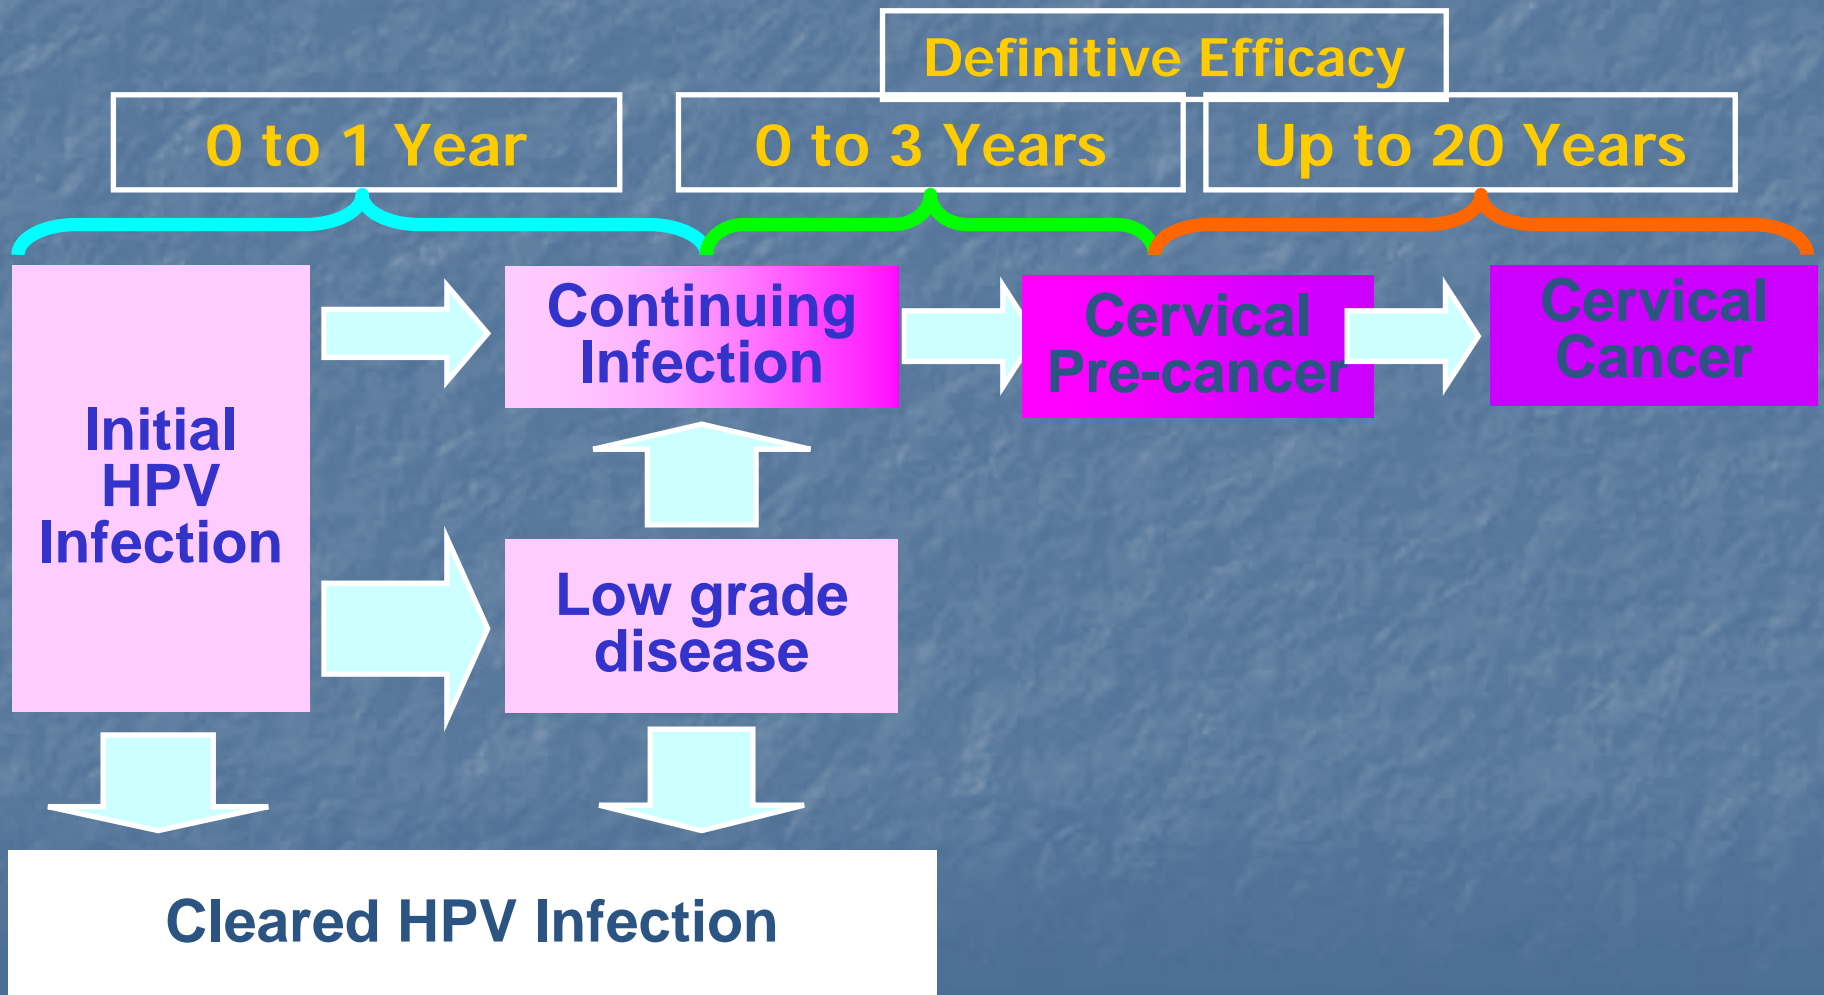 Definitive Efficacy
0 to 1 Year
0 to 3 Years
Up to 20 Years
Initial
HPV
Infection
Continuing
Infection
Cervical
Pre-cancer
Cervical
Cancer
Low grade
disease
Cleared HPV Infection